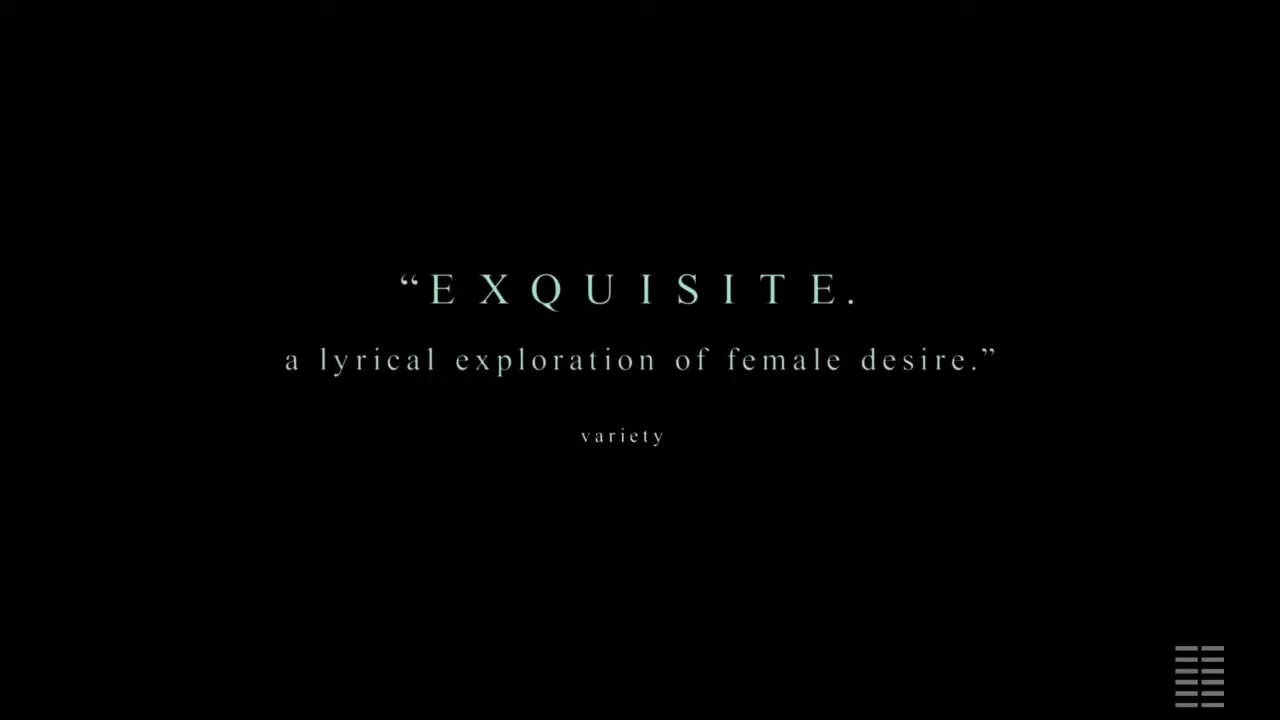 “EXQUISITE.
a lyrical exploration of female desire.”
variety